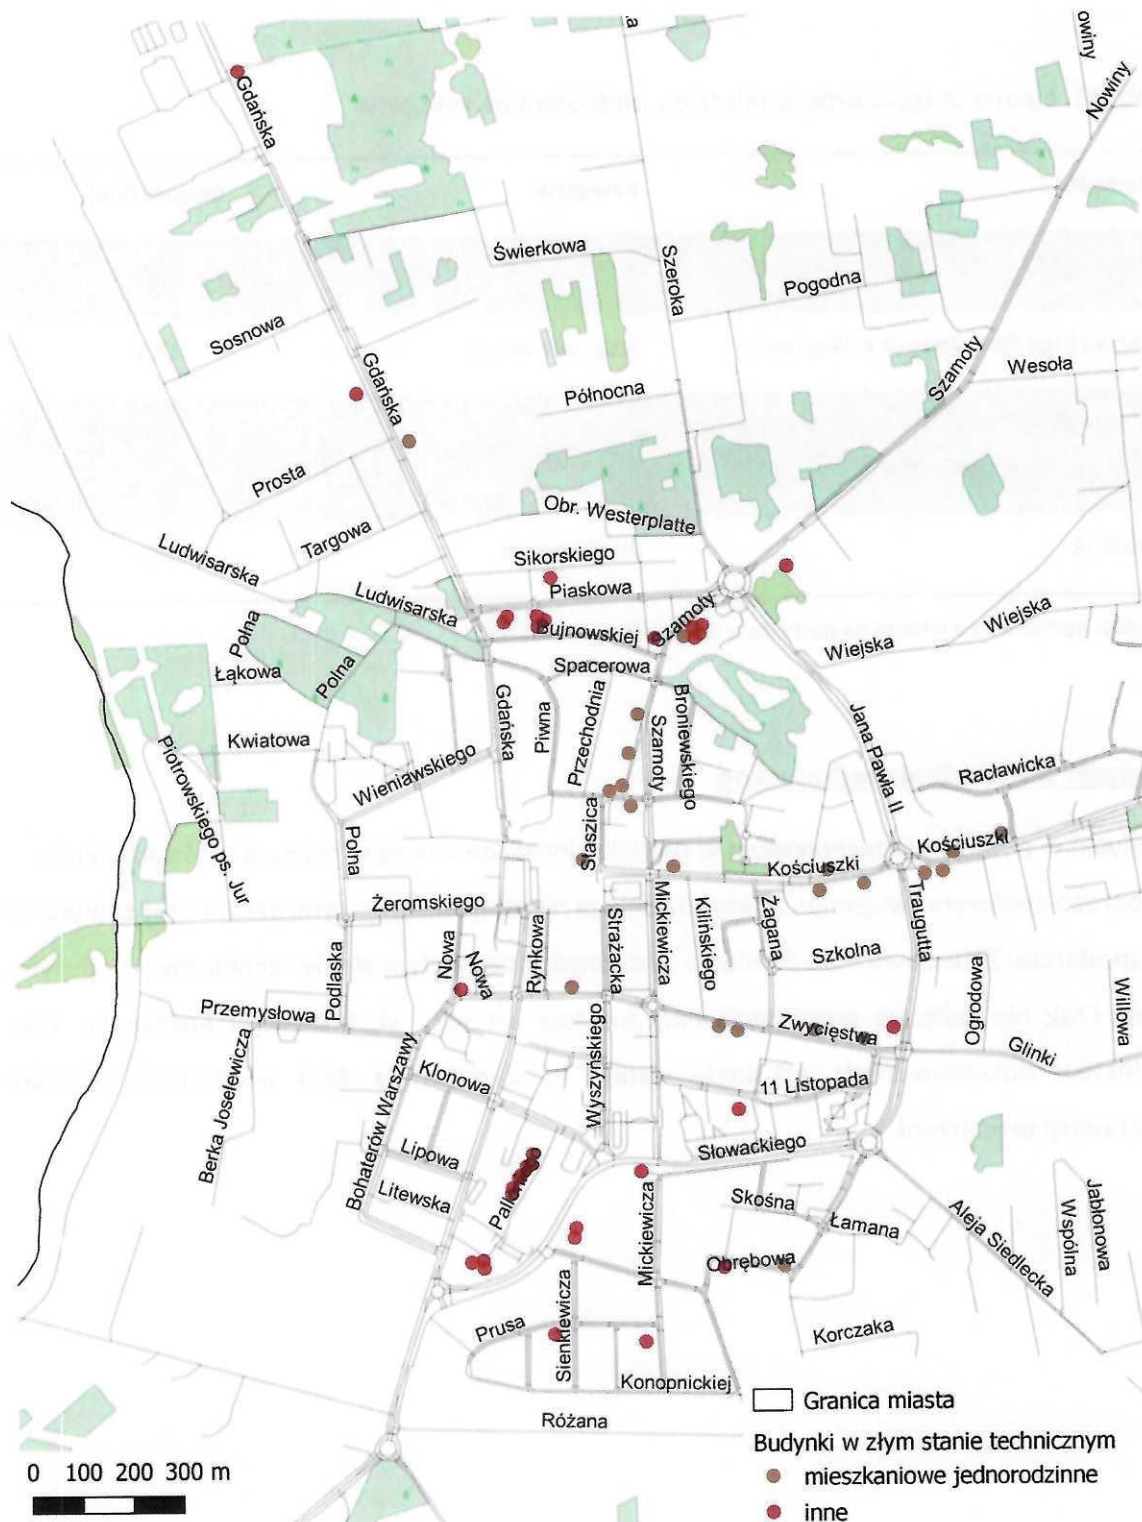 owiny
Nowiny
Gdańska
Świerkowa
Szeroka
Pogodna
Sosnowa
Gdańska
Szamoty
Wesoła
Północna
Prosta
Obr. Westerplatte
Targowa
Ludwisarska
Sikorskiego
Piaskowa
Ludwisarska
Szamoty
Bujnowskiej
Wiejska
Wiejska
Polna
Spacerowa
Łąkowa
Polna
Gdańska
Piwna
Przechodnia
Szamoty
Broniewskiego
Jana Pawła II
Kwiatowa
Piotrowskiego ps. Jur
Wieniawskiego
Racławicka
Polna
Staszica
Kościuszki
Kościuszki
Żeromskiego
Mickiewicza
Traugutta
Nowa
Nowa
Rynkowa
Strażacka
Kilińskiego
Żagana
Szkolna
Podlaska
Przemysłowa
Ogrodowa
Willowa
Zwycięstwa
Glinki
Wyszyńskiego
Berka Joselewicza
Bohaterów Warszawy
Klonowa
11 Listopada
Lipowa
Słowackiego
Litewska
Mickiewicza
Skośna
Łamana
Aleja Siedlecka
Wspólna
Jabłonowa
Obrębowa
Prusa
Sienkiewicza
Korczaka
Konopnickiej
Różana
Granica miasta
Budynki w złym stanie technicznym
mieszkaniowe jednorodzinne
inne
0 100 200 300 m